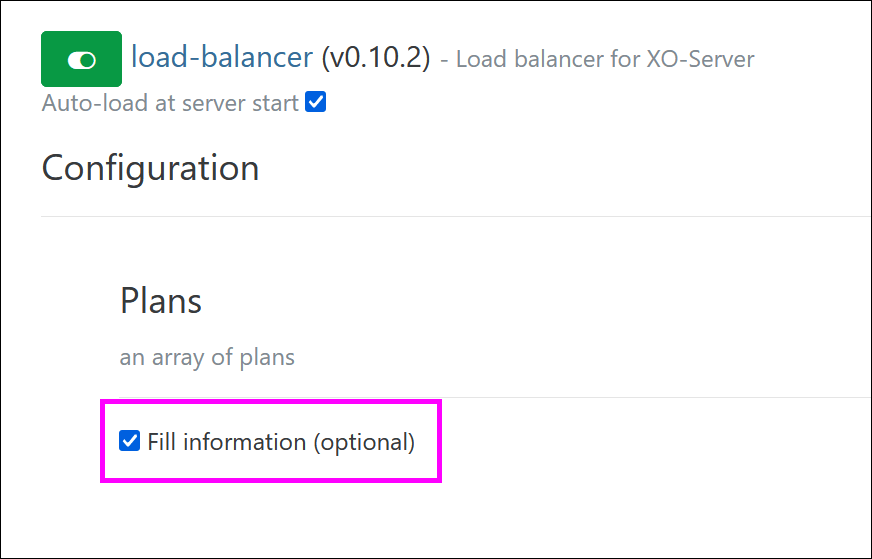 load-balancer (v0.10.2) - Load balancer for XO-Server
Auto-load at server start
Configuration
Plans
an array of plans
Fill information (optional)